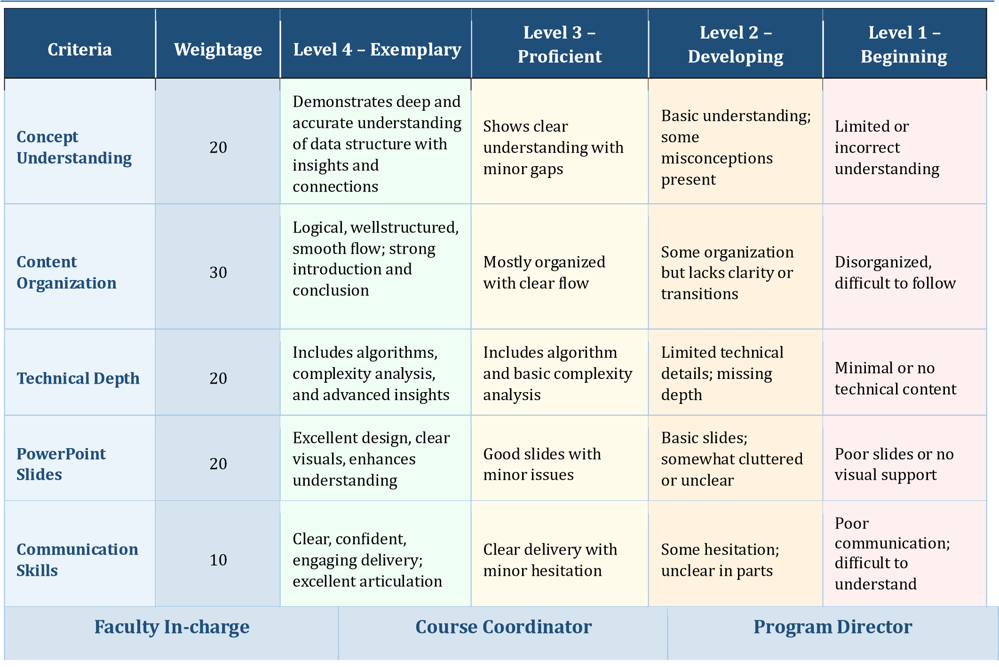 Criteria
Weightage
Level 4 – Exemplary
Level 3 –
Proficient
Level 2 –
Developing
Level 1 –
Beginning
Concept
Understanding
20
Demonstrates deep and
accurate understanding
of data structure with
insights and
connections
Shows clear
understanding with
minor gaps
Basic understanding;
some
misconceptions
present
Limited or
incorrect
understanding
Content
Organization
30
Logical, wellstructured,
smooth flow; strong
introduction and
conclusion
Mostly organized
with clear flow
Some organization
but lacks clarity or
transitions
Disorganized,
difficult to follow
Technical Depth
20
Includes algorithms,
complexity analysis,
and advanced insights
Includes algorithm
and basic complexity
analysis
Limited technical
details; missing
depth
Minimal or no
technical content
PowerPoint
Slides
20
Excellent design, clear
visuals, enhances
understanding
Good slides with
minor issues
Basic slides;
somewhat cluttered
or unclear
Poor slides or no
visual support
Communication
Skills
10
Clear, confident,
engaging delivery;
excellent articulation
Clear delivery with
minor hesitation
Some hesitation;
unclear in parts
Poor
communication;
difficult to
understand
Faculty In-charge
Course Coordinator
Program Director